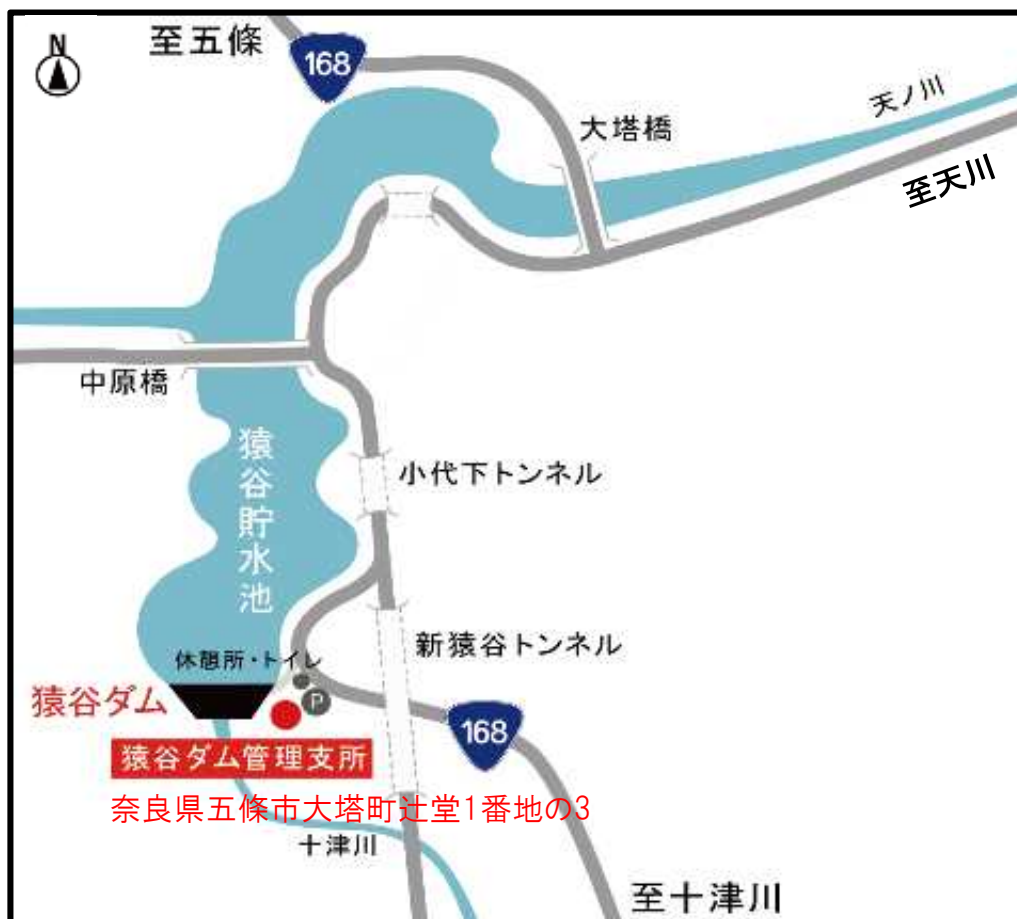 N
至五條
168
天ノ川
大塔橋
至天川
中原橋
猿谷貯水池
小代下トンネル
新猿谷トンネル
休憩所・トイレ
猿谷ダム
P
168
猿谷ダム管理支所
奈良県五條市大塔町辻堂1番地の3
十津川
至十津川